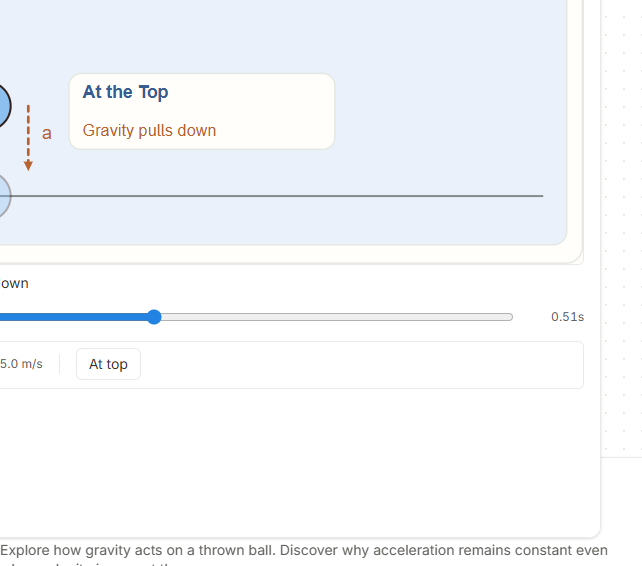 At the Top
Gravity pulls down
a
own
0.51s
5.0 m/s
At top
Explore how gravity acts on a thrown ball. Discover why acceleration remains constant even